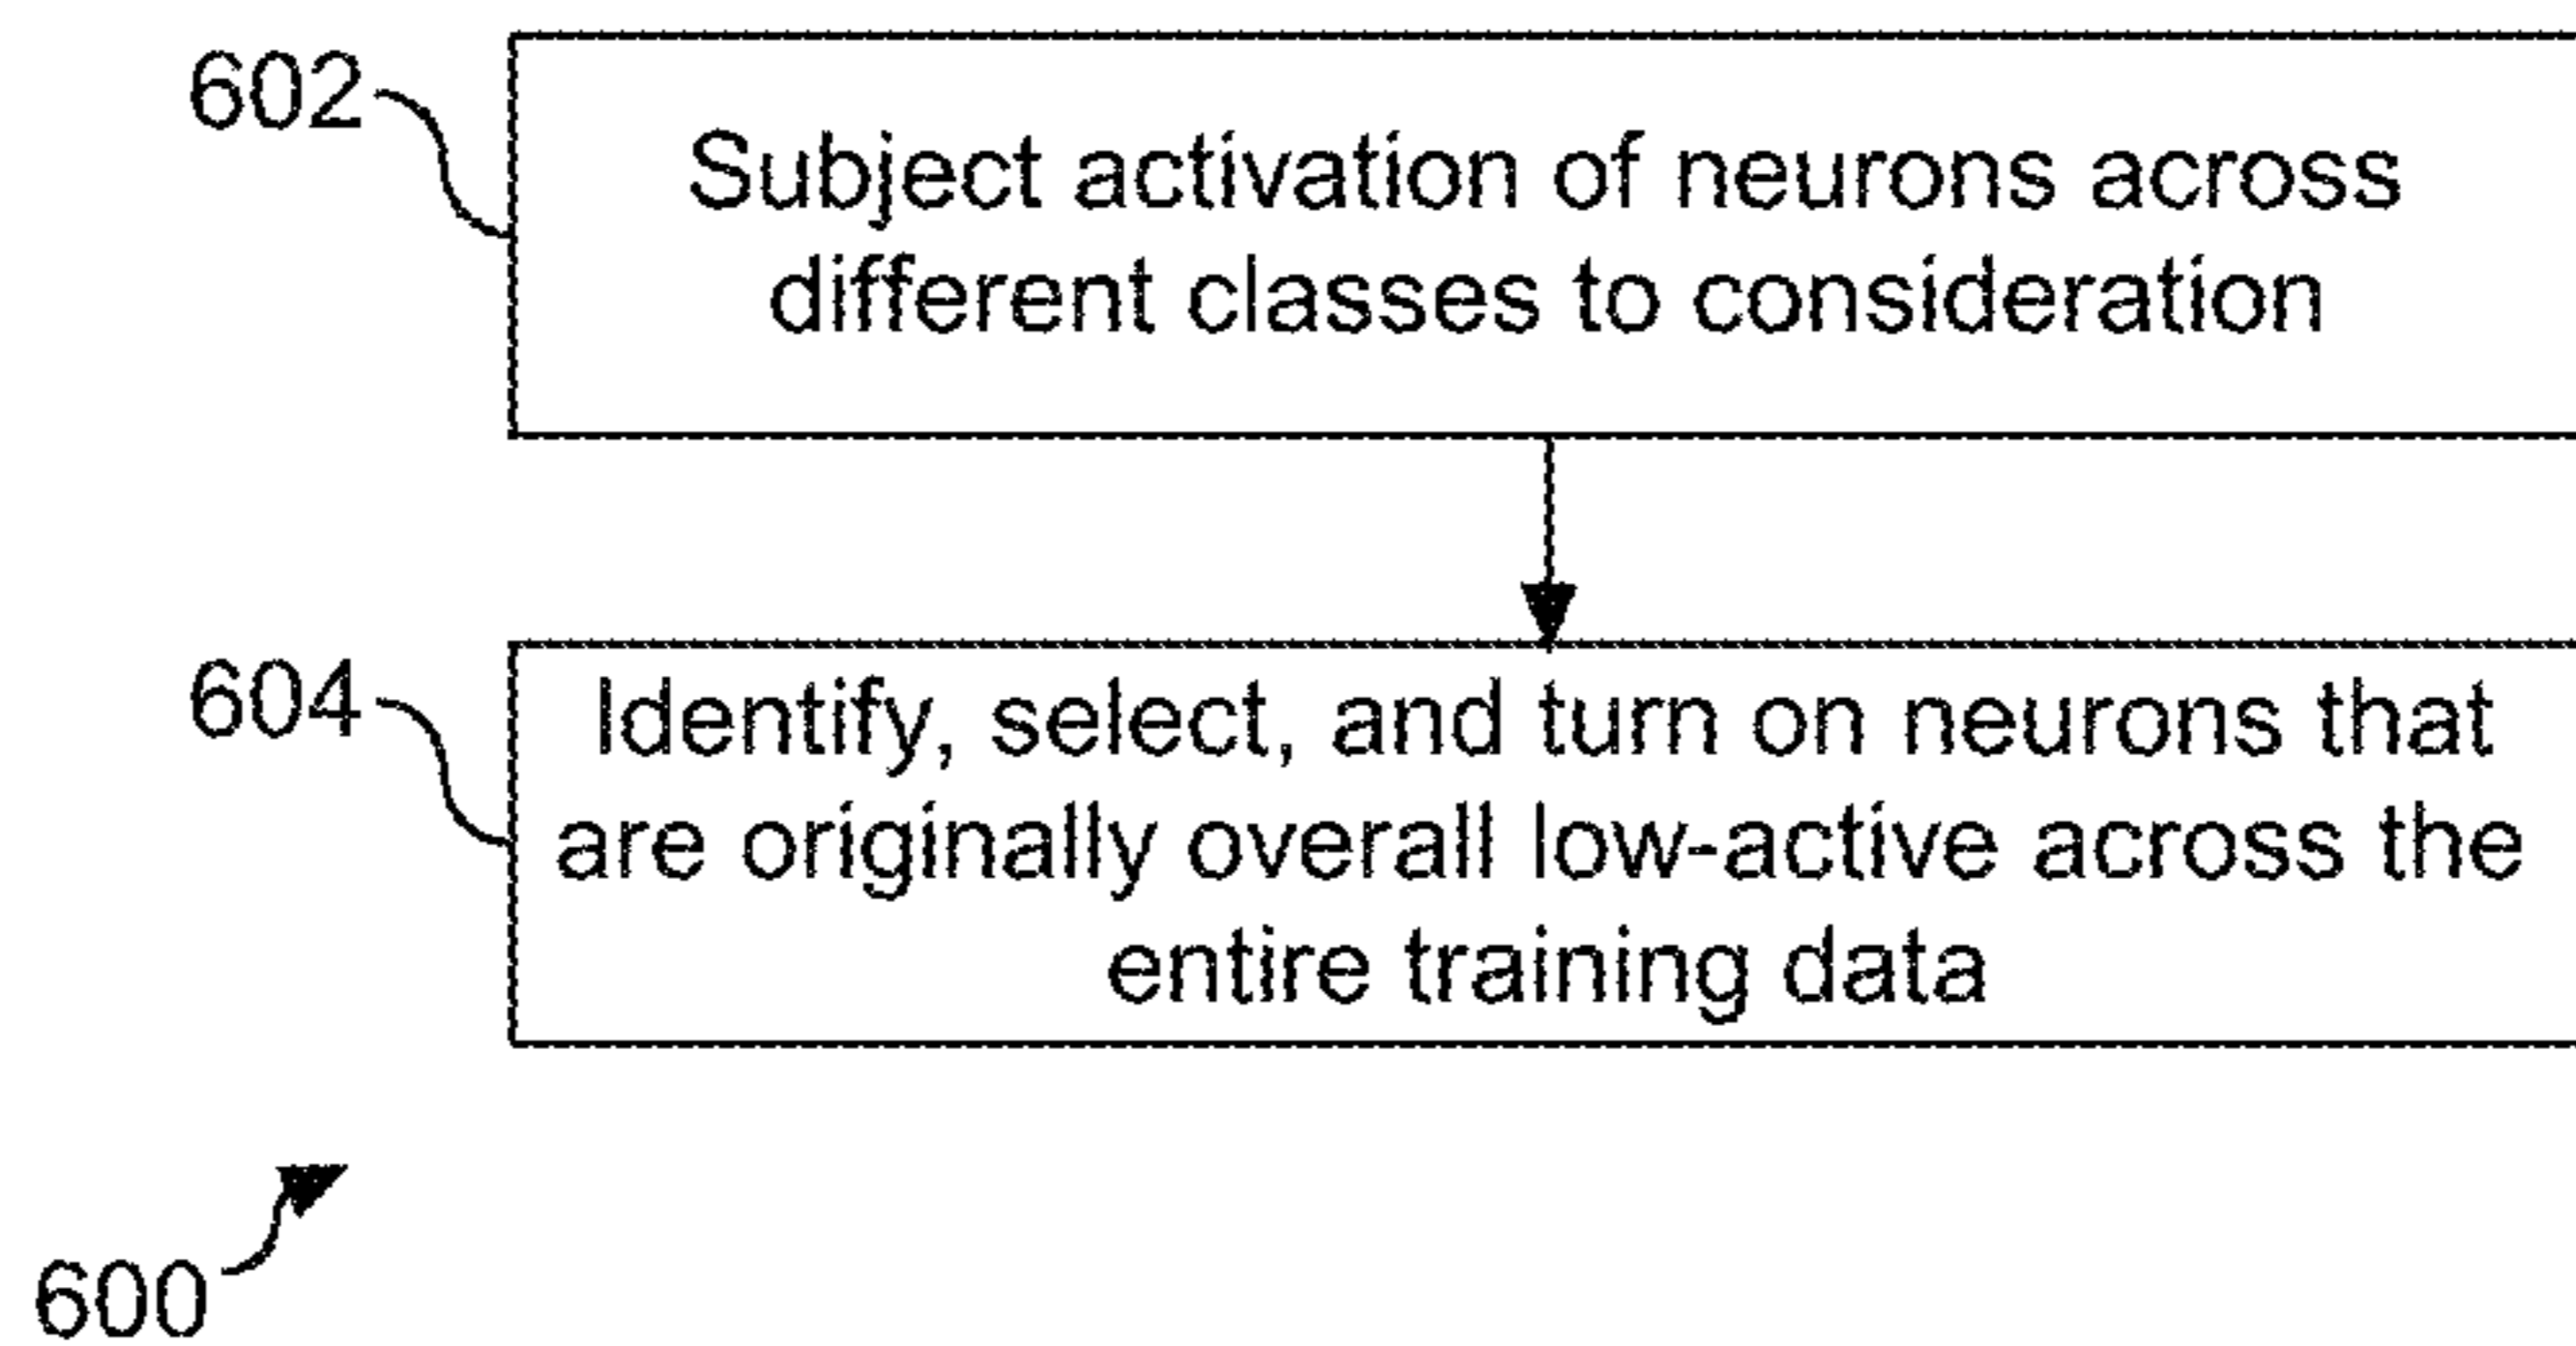 602
Subject activation of neurons across
different classes to consideration
604
Identify, select, and turn on neurons that
are originally overall low-active across the
entire training data
600